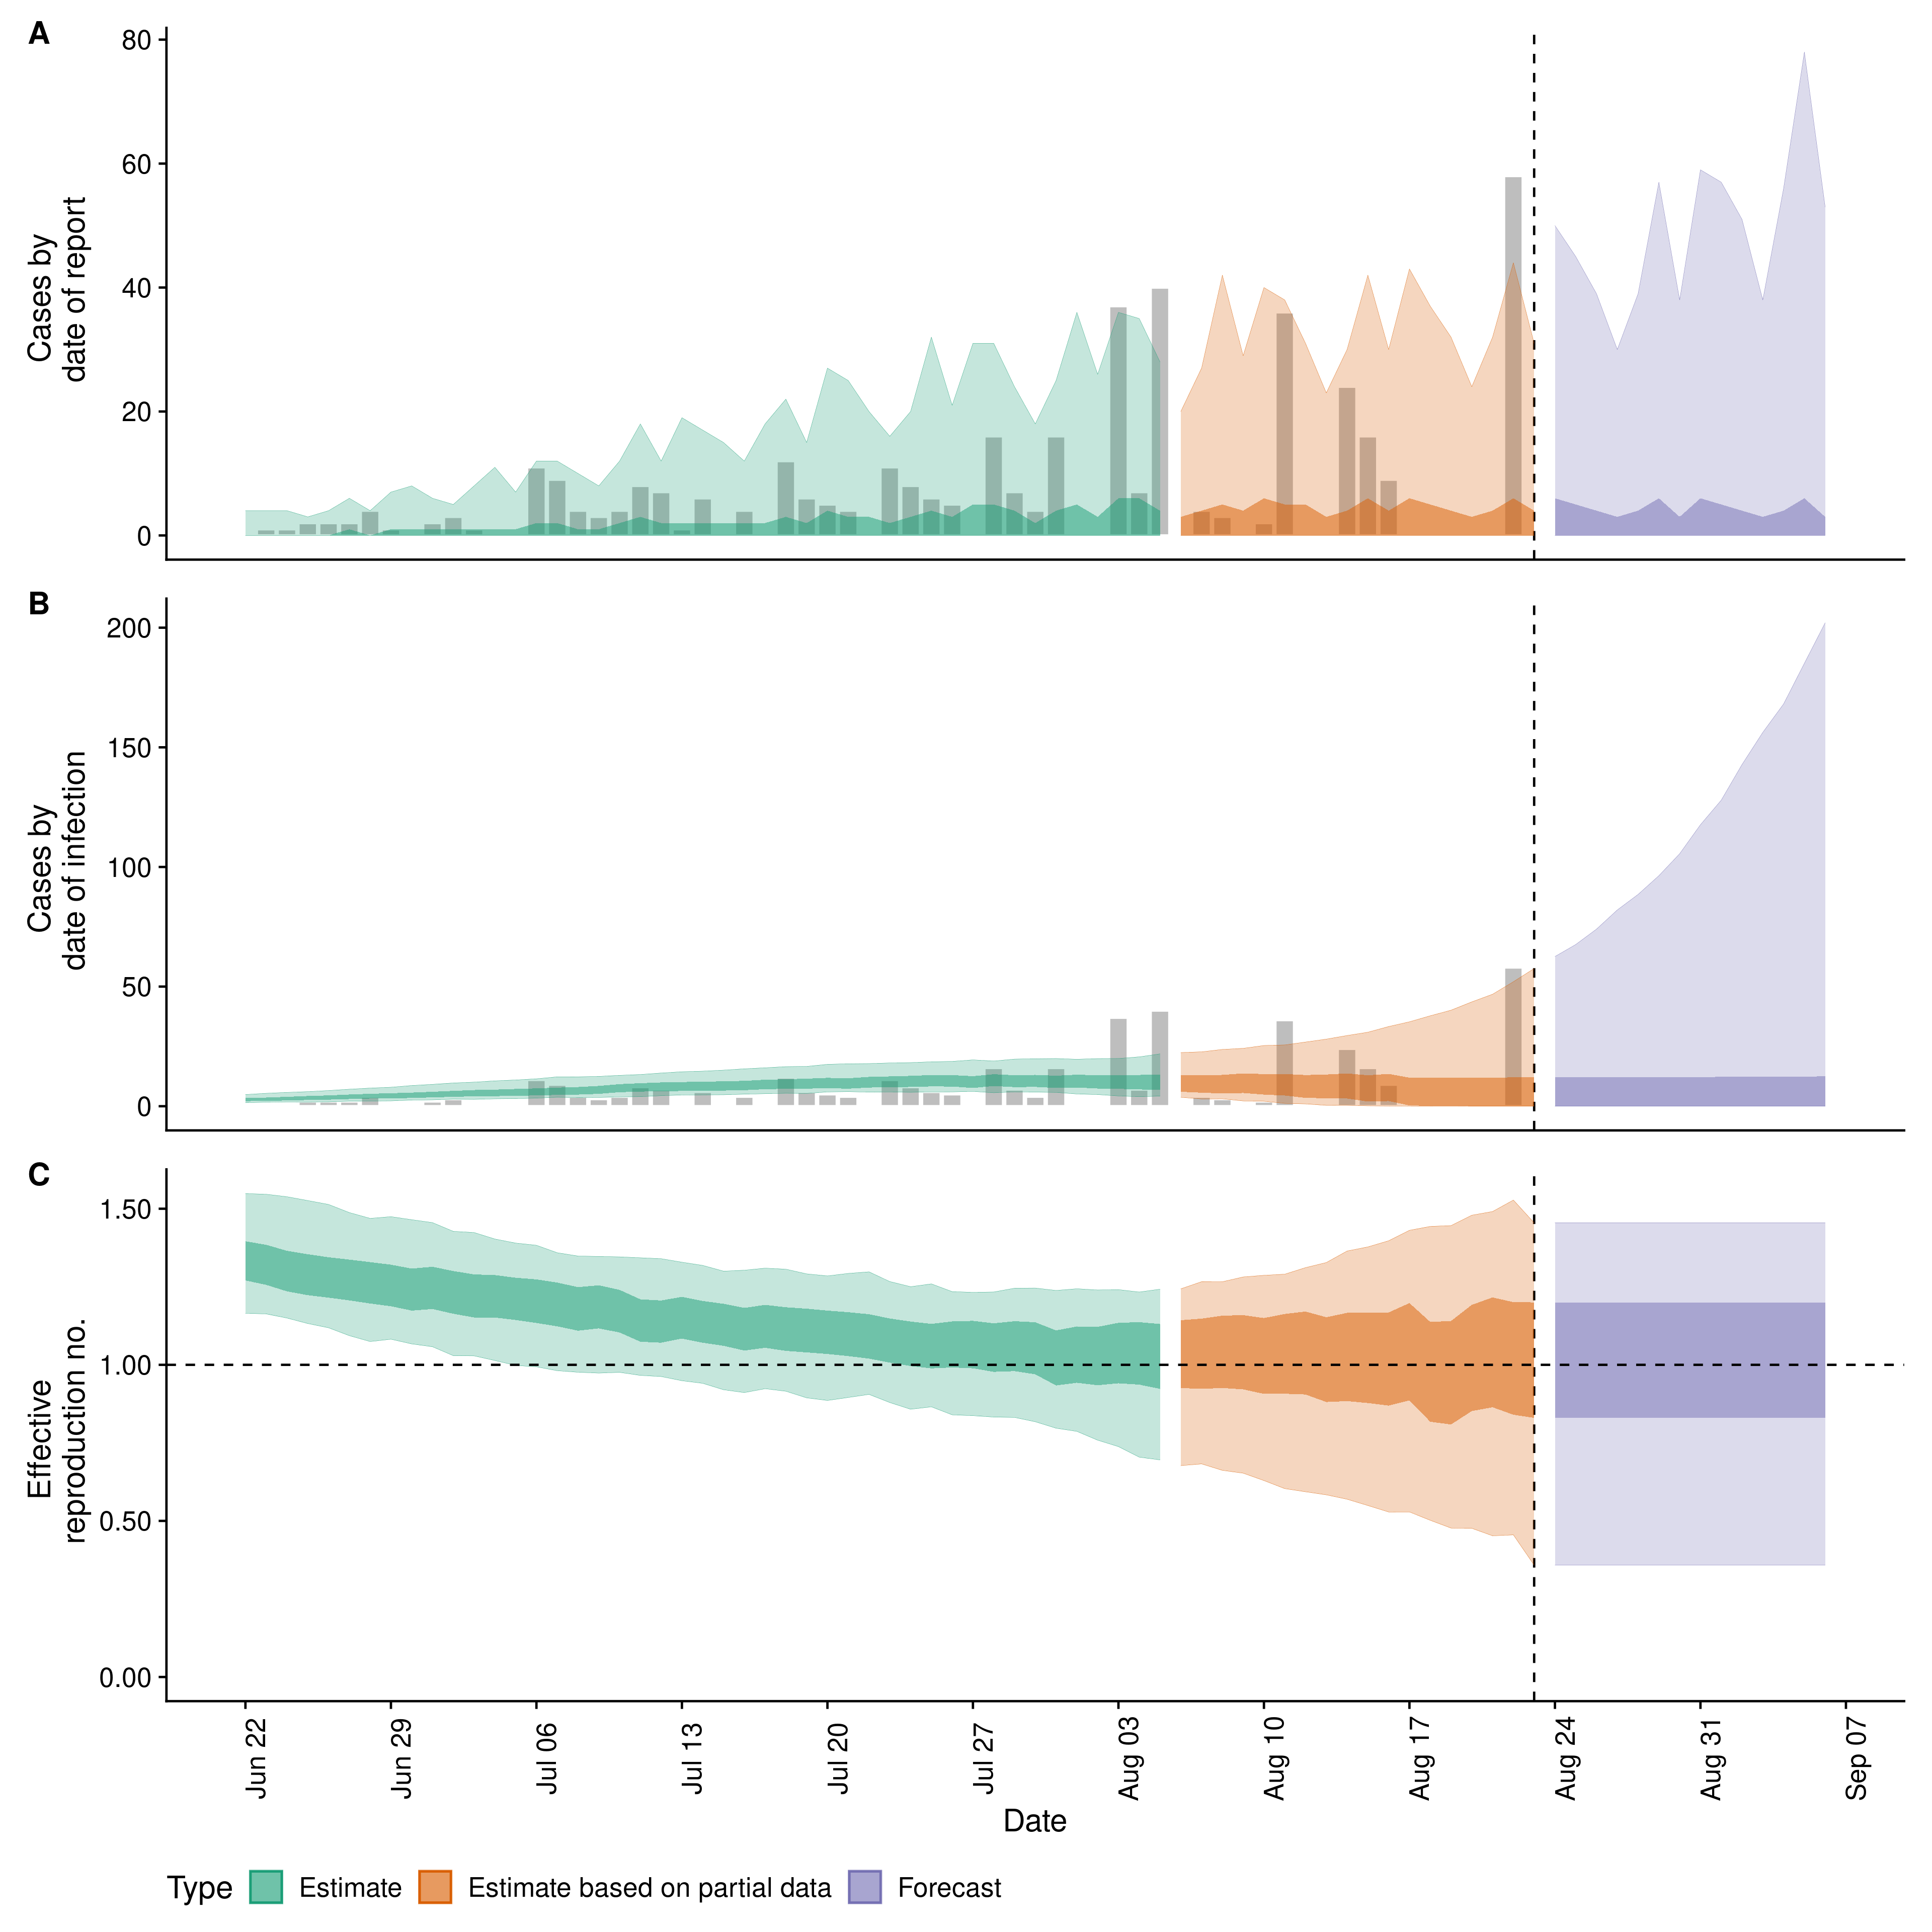 A
Cases by
date of report
80
60
40
20
0
B
Cases by
date of infection
200
150
100
50
0
C
Effective
reproduction no.
1.50
1.00
0.50
0.00
Jun 22
Jun 29
Jul 06
Jul 13
Jul 20
Jul 27
Aug 03
Aug 10
Aug 17
Aug 24
Aug 31
Sep 07
Date
Type Estimate Estimate based on partial data Forecast